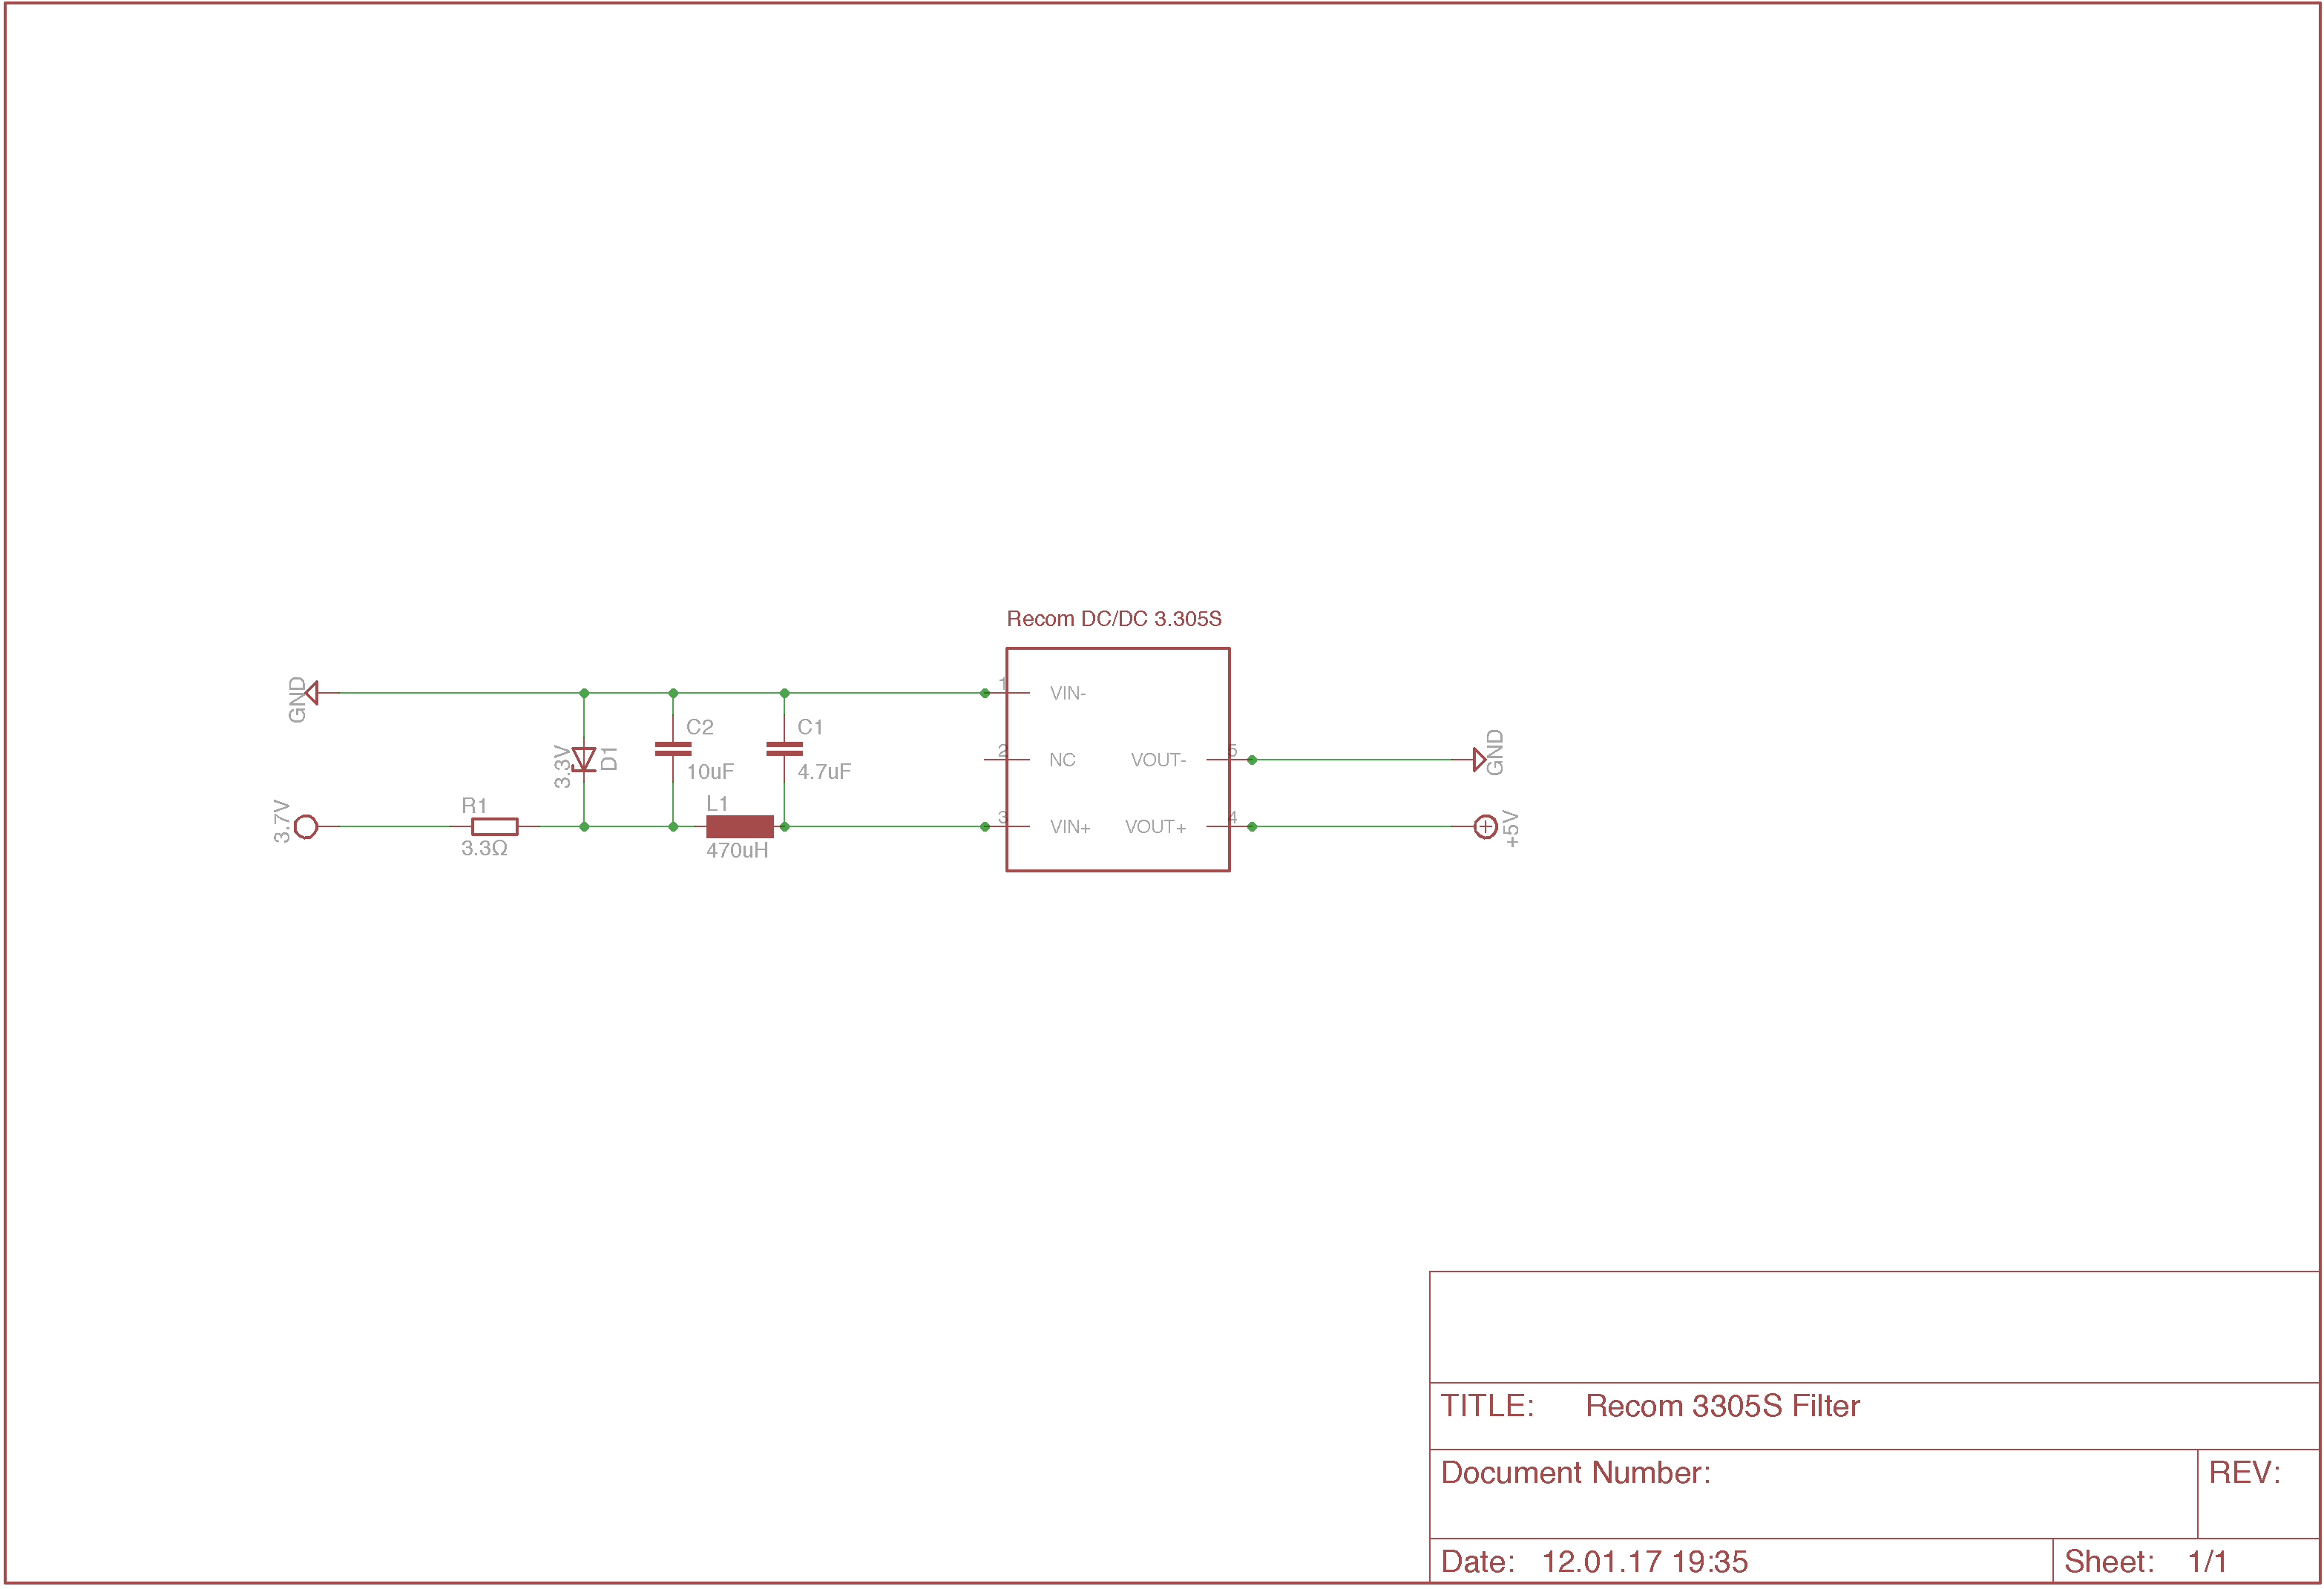 Recom DC/DC 3.305S
GND
1
VIN-
C2
C1
2
NC
VOUT-
5
GND
3.3V
D1
10uF
4.7uF
3.7V
R1
L1
3
VIN+
VOUT+
4
+5V
3.3Ω
470uH
TITLE: Recom 3305S Filter
Document Number:
REV:
Date: 12.01.17 19:35
Sheet: 1/1